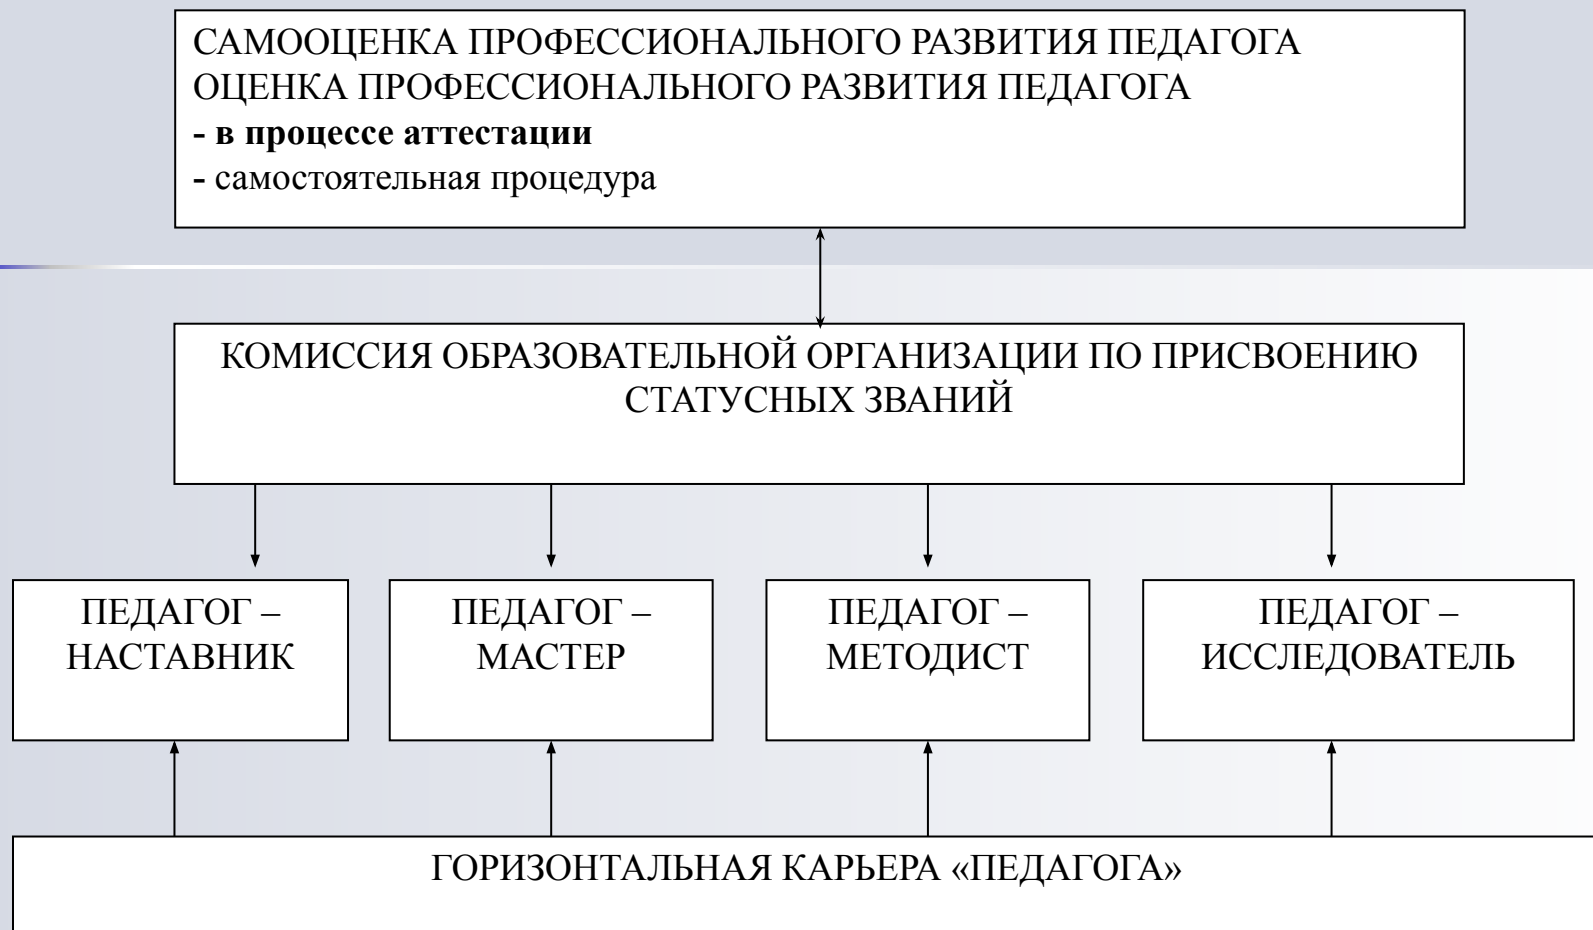 САМООЦЕНКА ПРОФЕССИОНАЛЬНОГО РАЗВИТИЯ ПЕДАГОГА
ОЦЕНКА ПРОФЕССИОНАЛЬНОГО РАЗВИТИЯ ПЕДАГОГА
- в процессе аттестации
- самостоятельная процедура
КОМИССИЯ ОБРАЗОВАТЕЛЬНОЙ ОРГАНИЗАЦИИ ПО ПРИСВОЕНИЮ
СТАТУСНЫХ ЗВАНИЙ
ПЕДАГОГ –
НАСТАВНИК
ПЕДАГОГ –
МАСТЕР
ПЕДАГОГ –
МЕТОДИСТ
ПЕДАГОГ –
ИССЛЕДОВАТЕЛЬ
ГОРИЗОНТАЛЬНАЯ КАРЬЕРА «ПЕДАГОГА»